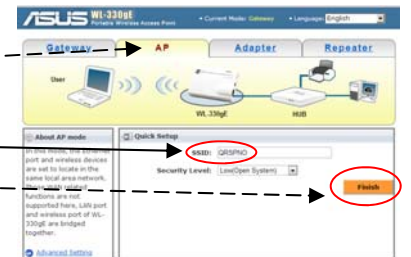 ASUS WL-330gE
Portable Wireless Access Point
• Current Mode: Gateway
• Language: English
Gateway
AP
Adapter
Repeater
User
WL-330gE
HUB
About AP mode
In this mode, the Ethernet
port and wireless devices
are set to locate in the
same local area network.
Those WAN related
functions are not
supported here, LAN port
and wireless port of WL-
330gE are bridged
together.
Advanced Setting
Quick Setup
SSID: QRSPNO
Security Level: Low(Open System)
Finish